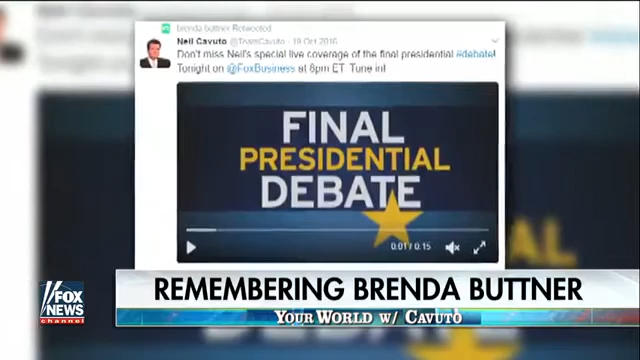 brenda buttner Retweeted
Neil Cavuto @TeamCavuto · 19 Oct 2016
Don't miss Neil's special live coverage of the final presidential #debate!
Tonight on @FoxBusiness at 8pm ET. Tune in!
FINAL
PRESIDENTIAL
DEBATE
0:01 / 0:15
FOX
NEWS
channel
REMEMBERING BRENDA BUTTNER
YOUR WORLD W/ CAVUTO